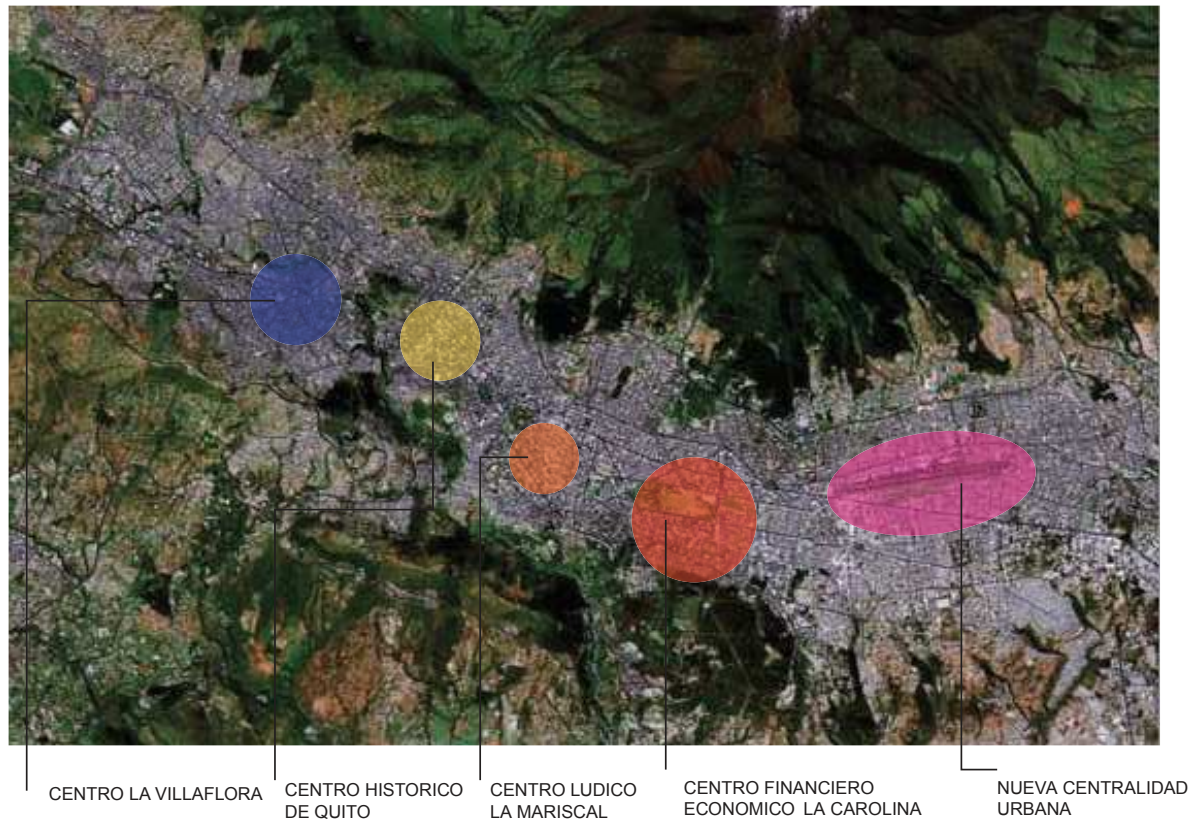 CENTRO LA VILLAFLORA
CENTRO HISTORICO
DE QUITO
CENTRO LUDICO
LA MARISCAL
CENTRO FINANCIERO
ECONOMICO LA CAROLINA
NUEVA CENTRALIDAD
URBANA